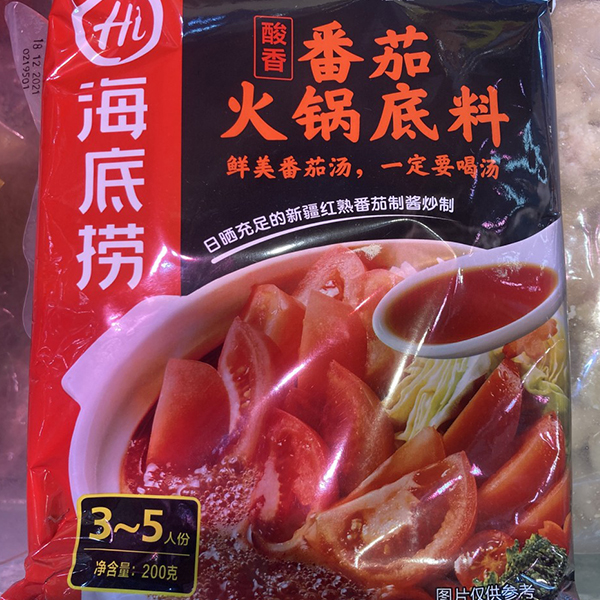 18 12 2021
0219501
Hi
海底捞
酸香
番茄
火锅底料
鲜美番茄汤，一定要喝汤
日晒充足的新疆红熟番茄制酱炒制
3~5人份
净含量：200克
图片仅供参考